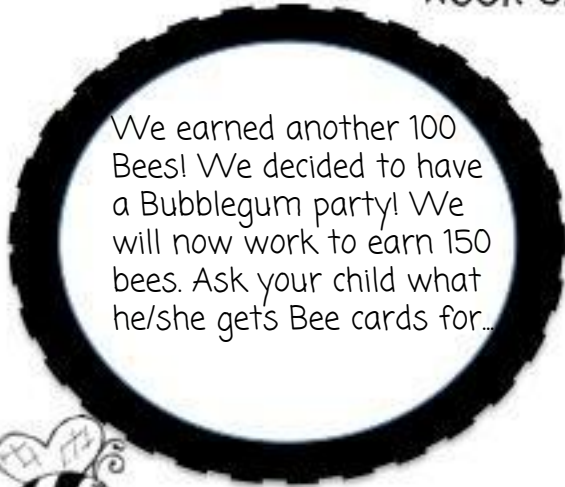 We earned another 100
Bees! We decided to have
a Bubblegum party! We
will now work to earn 150
bees. Ask your child what
he/she gets Bee cards for...